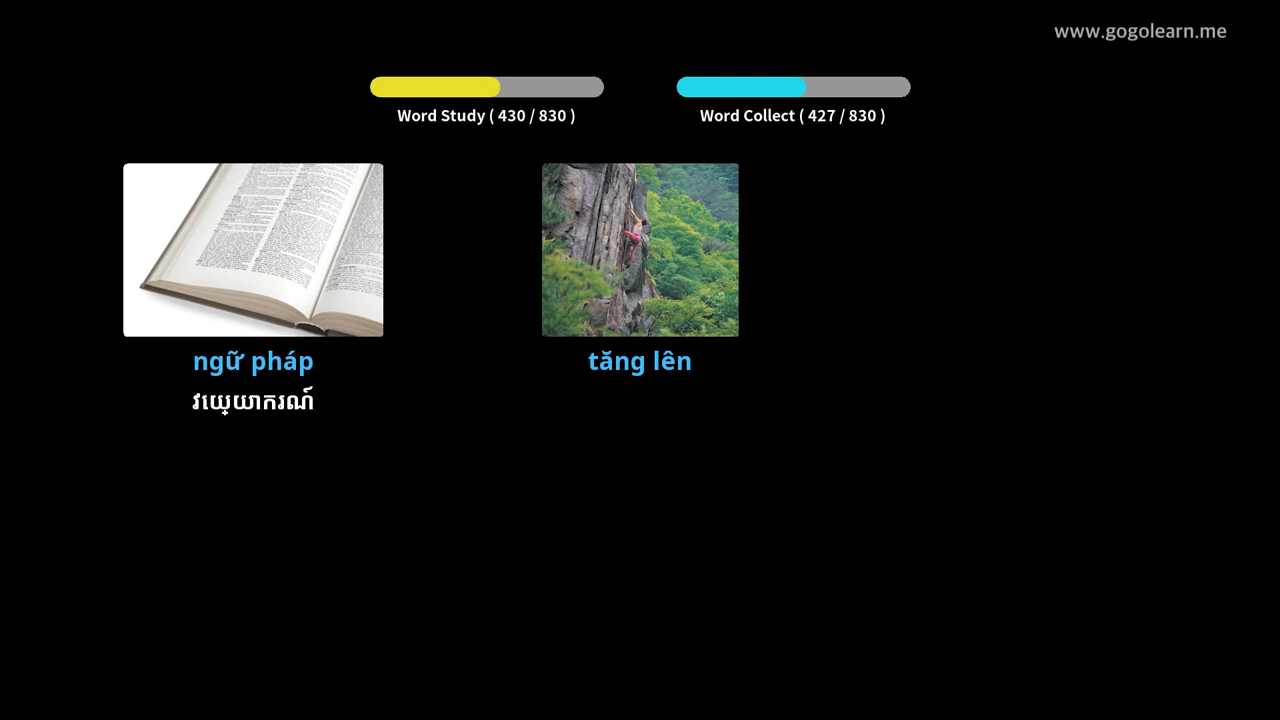 www.gogolearn.me
Word Study ( 430 / 830 )
Word Collect ( 427 / 830 )
ngữ pháp
tăng lên
វេយ្យាករណ៍